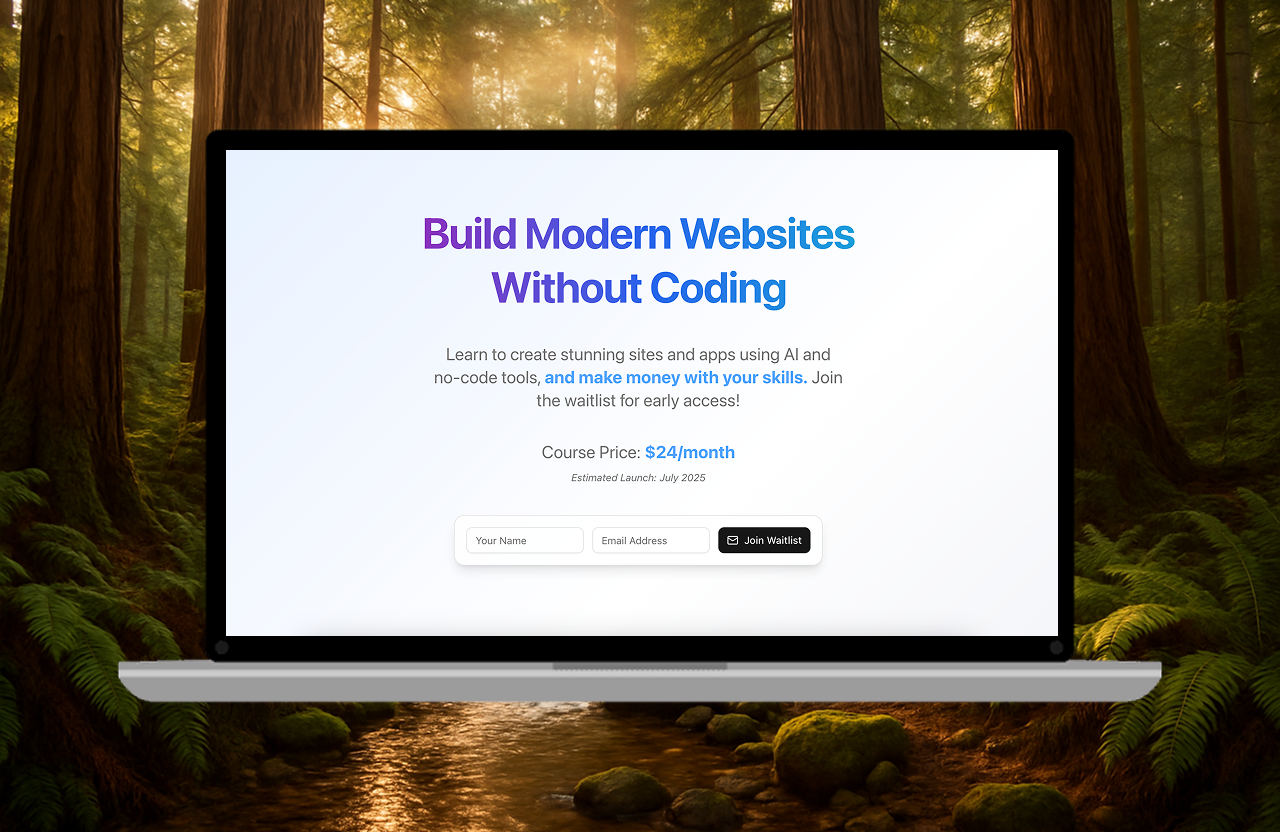 Build Modern Websites
Without Coding
Learn to create stunning sites and apps using AI and
no-code tools, and make money with your skills. Join
the waitlist for early access!
Course Price: $24/month
Estimated Launch: July 2025
Your Name
Email Address
Join Waitlist